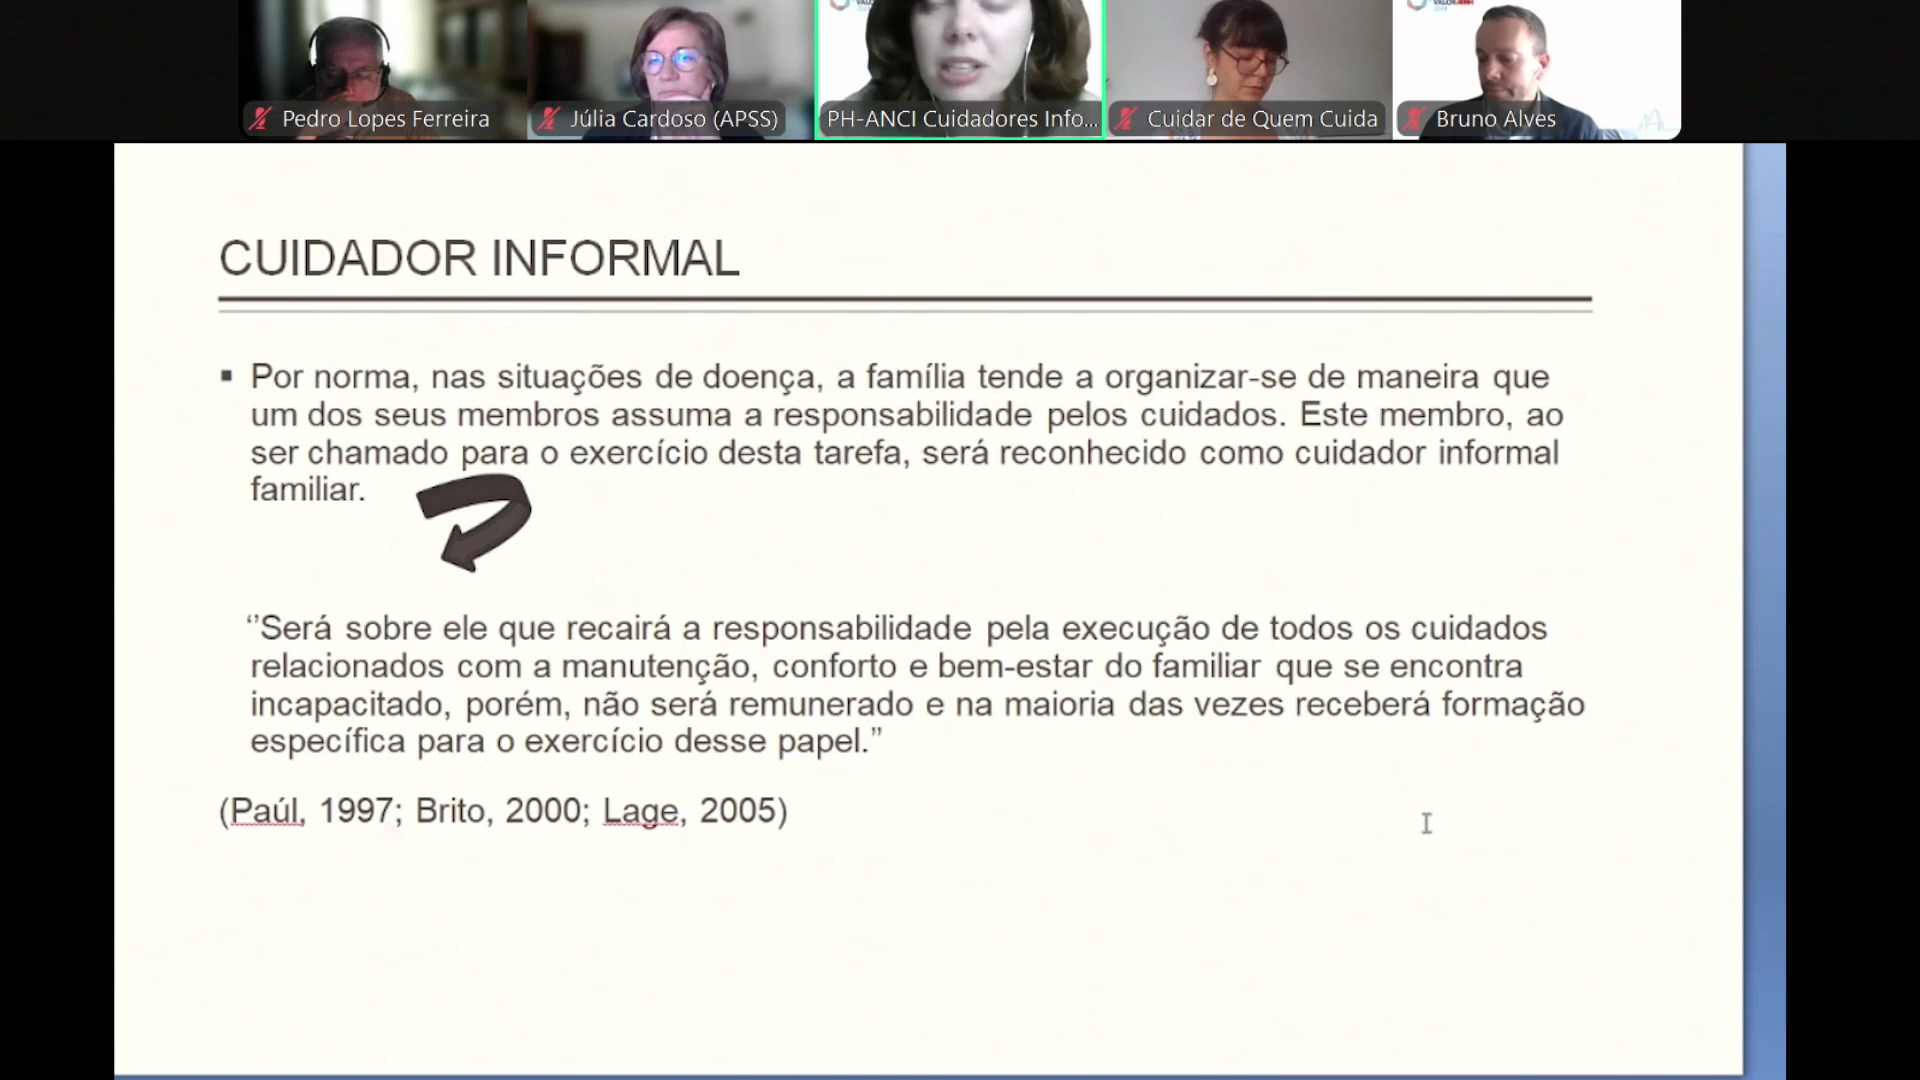 Pedro Lopes Ferreira
Júlia Cardoso (APSS)
PH-ANCI Cuidadores Info...
Cuidar de Quem Cuida
Bruno Alves
CUIDADOR INFORMAL
▪ Por norma, nas situações de doença, a família tende a organizar-se de maneira que
um dos seus membros assuma a responsabilidade pelos cuidados. Este membro, ao
ser chamado para o exercício desta tarefa, será reconhecido como cuidador informal
familiar.
‘’Será sobre ele que recairá a responsabilidade pela execução de todos os cuidados
relacionados com a manutenção, conforto e bem-estar do familiar que se encontra
incapacitado, porém, não será remunerado e na maioria das vezes receberá formação
específica para o exercício desse papel.”
(Paúl, 1997; Brito, 2000; Lage, 2005)